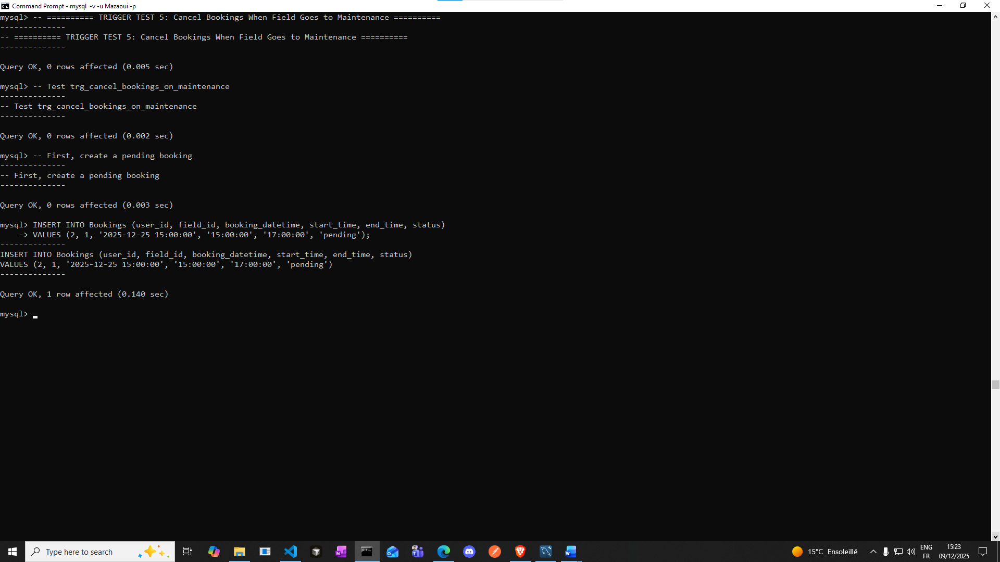 Command Prompt - mysql  -v -u Mazaoui -p
mysql> -- ========== TRIGGER TEST 5: Cancel Bookings When Field Goes to Maintenance ==========
--------------
-- ========== TRIGGER TEST 5: Cancel Bookings When Field Goes to Maintenance ==========
--------------
Query OK, 0 rows affected (0.005 sec)
mysql> -- Test trg_cancel_bookings_on_maintenance
--------------
-- Test trg_cancel_bookings_on_maintenance
--------------
Query OK, 0 rows affected (0.002 sec)
mysql> -- First, create a pending booking
--------------
-- First, create a pending booking
--------------
Query OK, 0 rows affected (0.003 sec)
mysql> INSERT INTO Bookings (user_id, field_id, booking_datetime, start_time, end_time, status)
    -> VALUES (2, 1, '2025-12-25 15:00:00', '15:00:00', '17:00:00', 'pending');
--------------
INSERT INTO Bookings (user_id, field_id, booking_datetime, start_time, end_time, status)
VALUES (2, 1, '2025-12-25 15:00:00', '15:00:00', '17:00:00', 'pending')
--------------
Query OK, 1 row affected (0.140 sec)
mysql>
Type here to search
15°C Ensoleillé
ENG
FR
15:23
09/12/2025